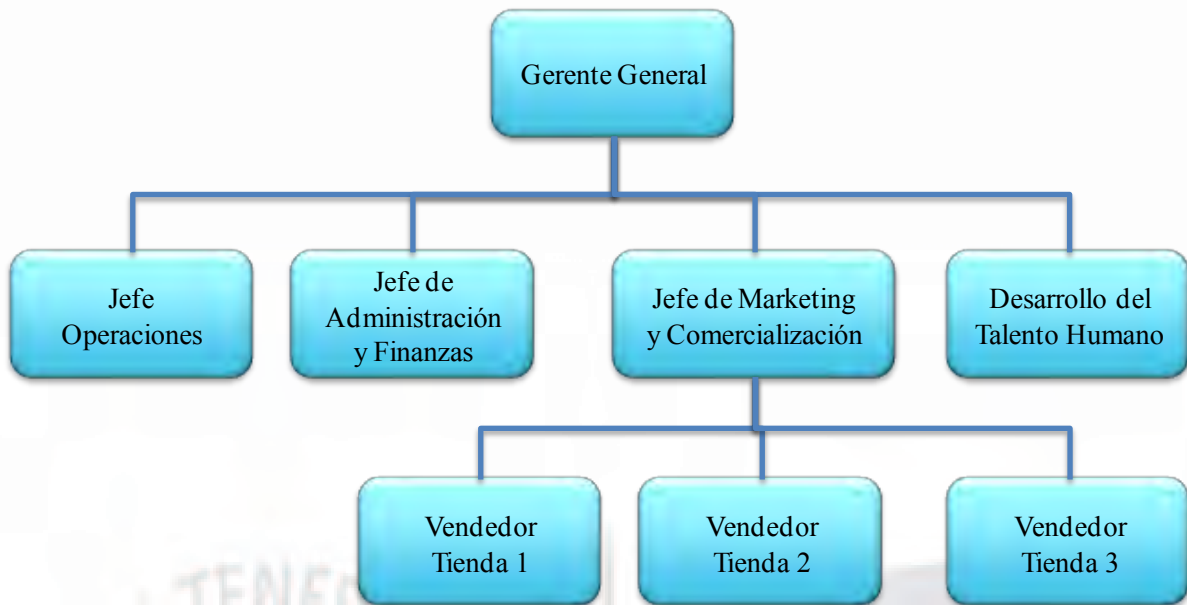 Gerente General
Jefe
Operaciones
Jefe de
Administración
y Finanzas
Jefe de Marketing
y Comercialización
Desarrollo del
Talento Humano
Vendedor
Tienda 1
Vendedor
Tienda 2
Vendedor
Tienda 3